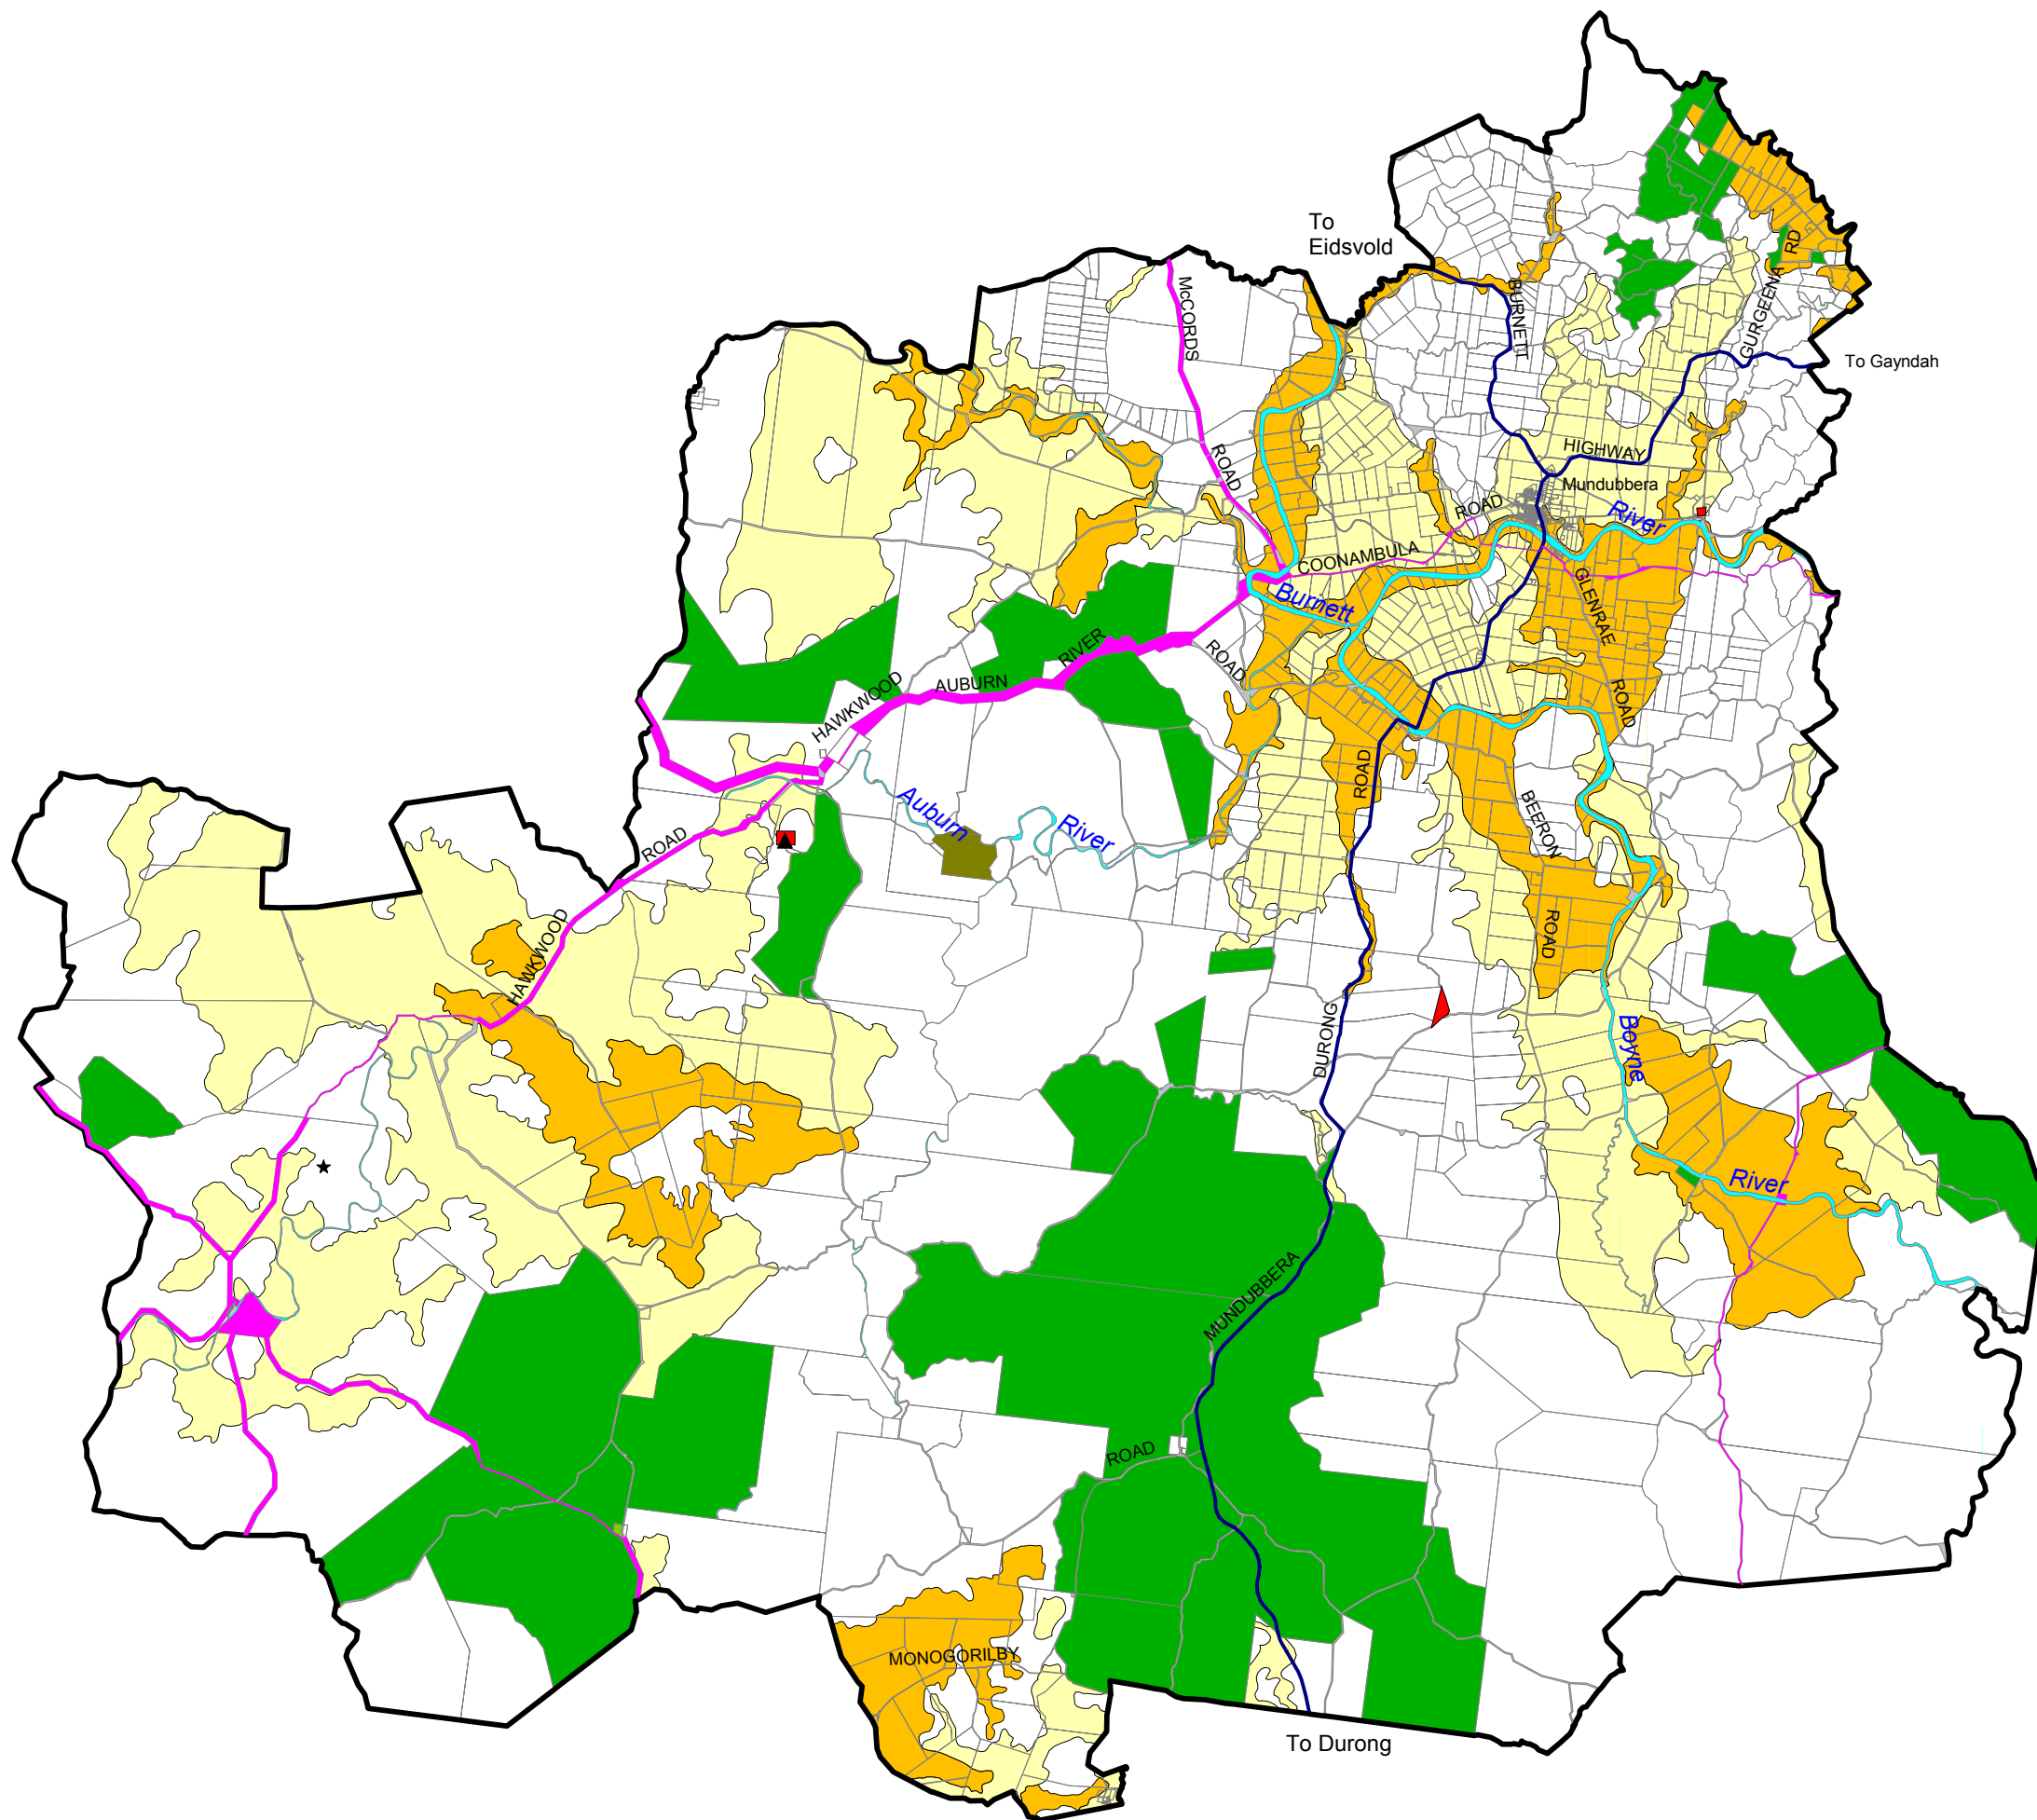 To
Eidsvold
BURNETT
RD
GURGEENA
To Gayndah
McCORDS
ROAD
HIGHWAY
Mundubbera
ROAD
River
COONAMBULA
GLENRAE
ROAD
Burnett
ROAD
RIVER
AUBURN
HAWKWOOD
Auburn
River
ROAD
ROAD
BEERON
ROAD
HAWKWOOD
DURONG
Boyne
River
MUNDUBBERA
ROAD
MONOGORILBY
To Durong